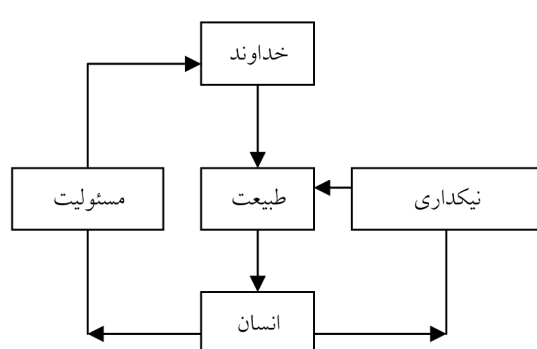 خداوند
نیکداری
طبیعت
مسئولیت
انسان